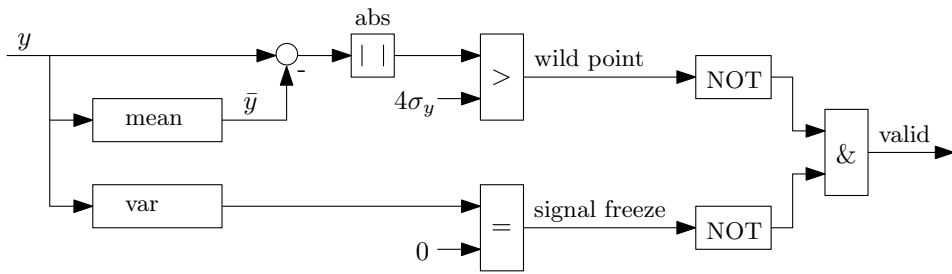 abs
y
| |
wild point
>
NOT
4σ_y
ȳ
mean
valid
&
var
signal freeze
=
NOT
0
-